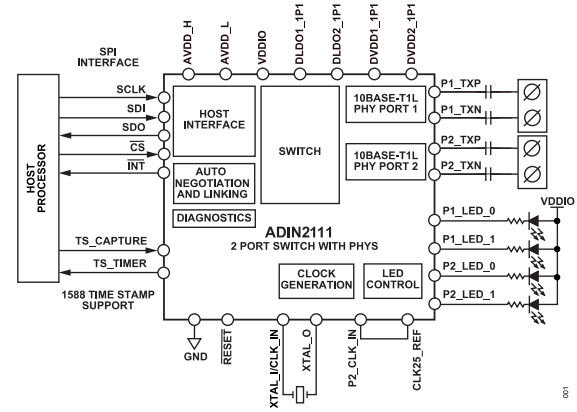 AVDD_H
AVDD_L
VDDIO
DLDO1_1P1
DLDO2_1P1
DVDD1_1P1
DVDD2_1P1
SPI
INTERFACE
SCLK
SDI
SDO
CS
INT
HOST
PROCESSOR
TS_CAPTURE
TS_TIMER
1588 TIME STAMP
SUPPORT
HOST
INTERFACE
AUTO
NEGOTIATION
AND LINKING
DIAGNOSTICS
SWITCH
10BASE-T1L
PHY PORT 1
10BASE-T1L
PHY PORT 2
ADIN2111
2 PORT SWITCH WITH PHYS
CLOCK
GENERATION
LED
CONTROL
P1_TXP
P1_TXN
P2_TXP
P2_TXN
VDDIO
P1_LED_0
P1_LED_1
P2_LED_0
P2_LED_1
GND
RESET
XTAL_I/CLK_IN
XTAL_O
P2_CLK_IN
CLK25_REF
001